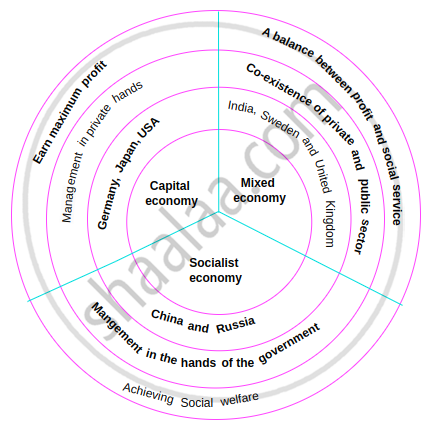 Earn maximum profit
Management in private hands
Germany, Japan, USA
Capital
economy
A balance between profit and social service
Co-existence of private and public sector
India, Sweden and United Kingdom
Mixed
economy
Socialist
economy
China and Russia
Mangement in the hands of the government
Achieving Social welfare
shaalaa.com